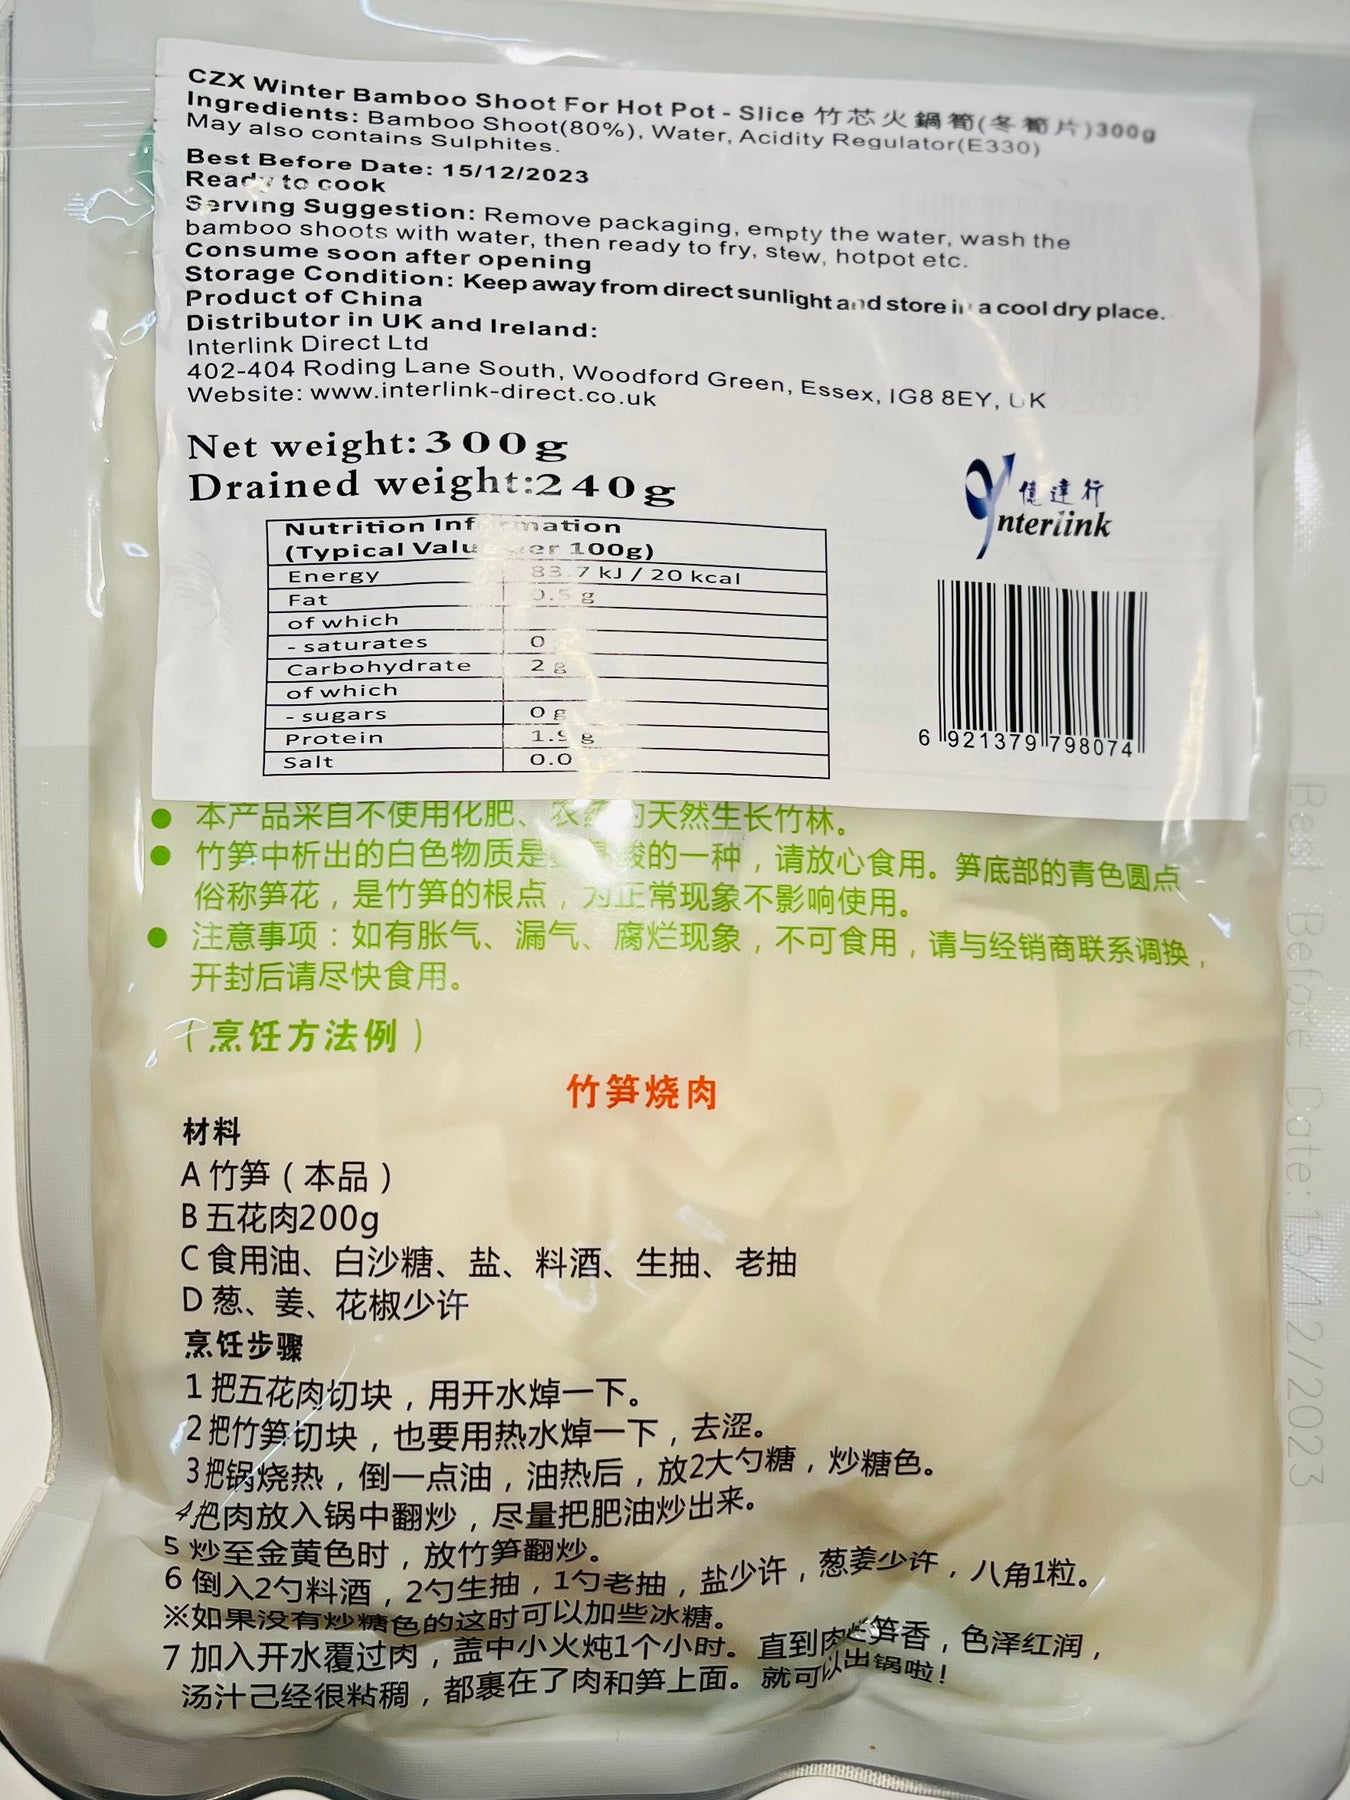 CZX Winter Bamboo Shoot For Hot Pot - Slice 竹芯火鍋筍(冬筍片)300g
Ingredients: Bamboo Shoot(80%), Water, Acidity Regulator(E330)
May also contains Sulphites.
Best Before Date: 15/12/2023
Ready to cook
Serving Suggestion: Remove packaging, empty the water, wash the
bamboo shoots with water, then ready to fry, stew, hotpot etc.
Consume soon after opening
Storage Condition: Keep away from direct sunlight and store in a cool dry place.
Product of China
Distributor in UK and Ireland:
Interlink Direct Ltd
402-404 Roding Lane South, Woodford Green, Essex, IG8 8EY, UK
Website: www.interlink-direct.co.uk
Net weight:300g
Drained weight:240g
億達行
Interlink
Nutrition Information
(Typical Value per 100g)
Energy 83.7 kJ / 20 kcal
Fat 0.5 g
of which
- saturates 0
Carbohydrate 2 g
of which
- sugars 0 g
Protein 1.9 g
Salt 0.0
6 921379 798074
本产品采自不使用化肥、农药的天然生长竹林。
竹笋中析出的白色物质是 酸的一种，请放心食用。笋底部的青色圆点
俗称笋花，是竹笋的根点，为正常现象不影响使用。
注意事项：如有胀气、漏气、腐烂现象，不可食用，请与经销商联系调换，
开封后请尽快食用。
（烹饪方法例）
竹笋烧肉
材料
A 竹笋（本品）
B 五花肉200g
C 食用油、白沙糖、盐、料酒、生抽、老抽
D 葱、姜、花椒少许
烹饪步骤
1 把五花肉切块，用开水焯一下。
2 把竹笋切块，也要用热水焯一下，去涩。
3 把锅烧热，倒一点油，油热后，放2大勺糖，炒糖色。
4 把肉放入锅中翻炒，尽量把肥油炒出来。
5 炒至金黄色时，放竹笋翻炒。
6 倒入2勺料酒，2勺生抽，1勺老抽，盐少许，葱姜少许，八角1粒。
※如果没有炒糖色的这时可以加些冰糖。
7 加入开水覆过肉，盖中小火炖1个小时。直到肉烂笋香，色泽红润，
汤汁己经很粘稠，都裹在了肉和笋上面。就可以出锅啦！
Best Before Date: 15/12/2023